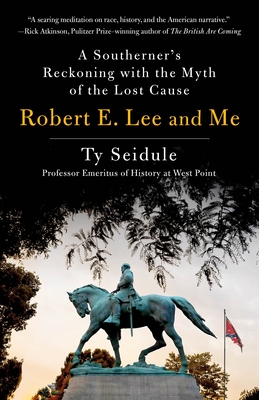 “A searing meditation on race, history, and the American narrative.”
—Rick Atkinson, Pulitzer Prize–winning author of The British Are Coming
A Southerner’s
Reckoning with the Myth
of the Lost Cause
Robert E. Lee and Me
Ty Seidule
Professor Emeritus of History at West Point